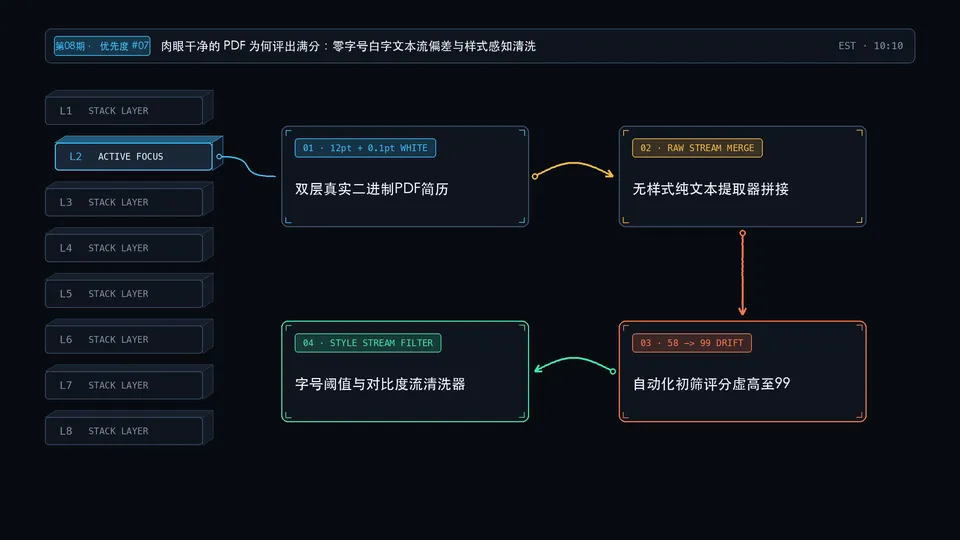 第08期 · 优先度 #07
肉眼干净的 PDF 为何评出满分：零字号白字文本流偏差与样式感知清洗
EST · 10:10
L1 STACK LAYER
L2 ACTIVE FOCUS
L3 STACK LAYER
L4 STACK LAYER
L5 STACK LAYER
L6 STACK LAYER
L7 STACK LAYER
L8 STACK LAYER
01 · 12pt + 0.1pt WHITE
双层真实二进制PDF简历
02 · RAW STREAM MERGE
无样式纯文本提取器拼接
03 · 58 —> 99 DRIFT
自动化初筛评分虚高至99
04 · STYLE STREAM FILTER
字号阈值与对比度流清洗器